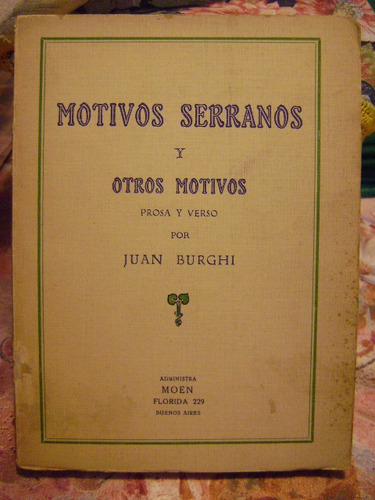 MOTIVOS SERRANOS
Y
OTROS MOTIVOS
PROSA Y VERSO
POR
JUAN BURGHI
ADMINISTRA
MOEN
FLORIDA 229
BUENOS AIRES